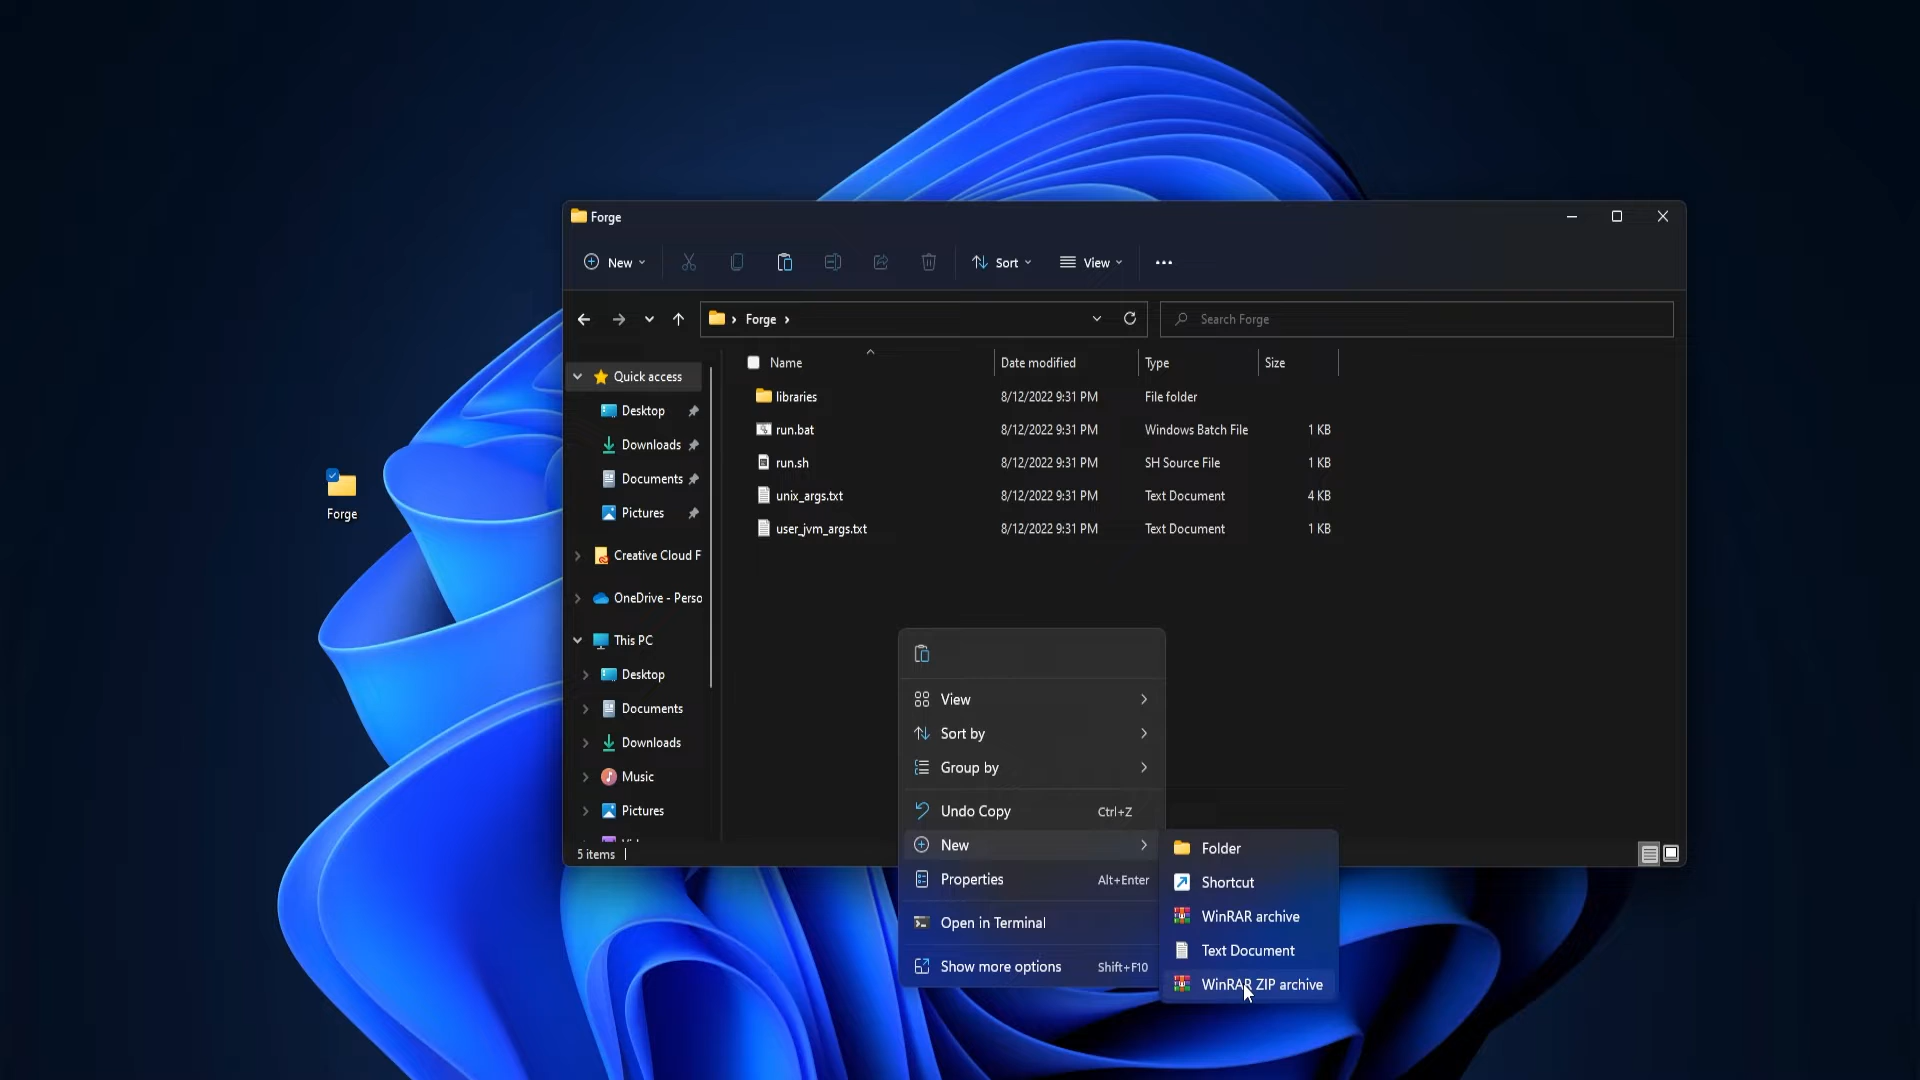 Forge
New
Sort
View
Forge
Search Forge
Name
Date modified
Type
Size
Quick access
Desktop
Downloads
Documents
Pictures
Creative Cloud F
OneDrive - Perso
This PC
Desktop
Documents
Downloads
Music
Pictures
libraries 8/12/2022 9:31 PM File folder
run.bat 8/12/2022 9:31 PM Windows Batch File 1 KB
run.sh 8/12/2022 9:31 PM SH Source File 1 KB
unix_args.txt 8/12/2022 9:31 PM Text Document 4 KB
user_jvm_args.txt 8/12/2022 9:31 PM Text Document 1 KB
Forge
View
Sort by
Group by
Undo Copy Ctrl+Z
New
Properties Alt+Enter
Open in Terminal
Show more options Shift+F10
Folder
Shortcut
WinRAR archive
Text Document
WinRAR ZIP archive
5 items